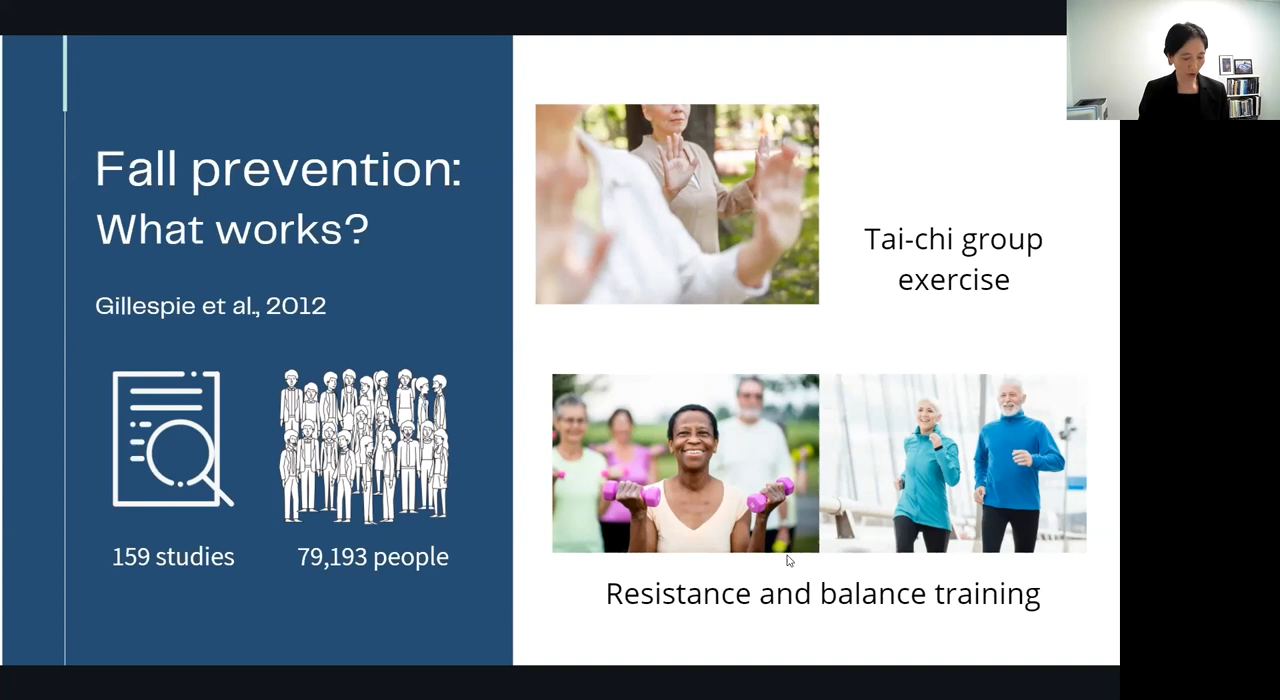 Fall prevention:
What works?
Gillespie et al., 2012
159 studies
79,193 people
Tai-chi group
exercise
Resistance and balance training